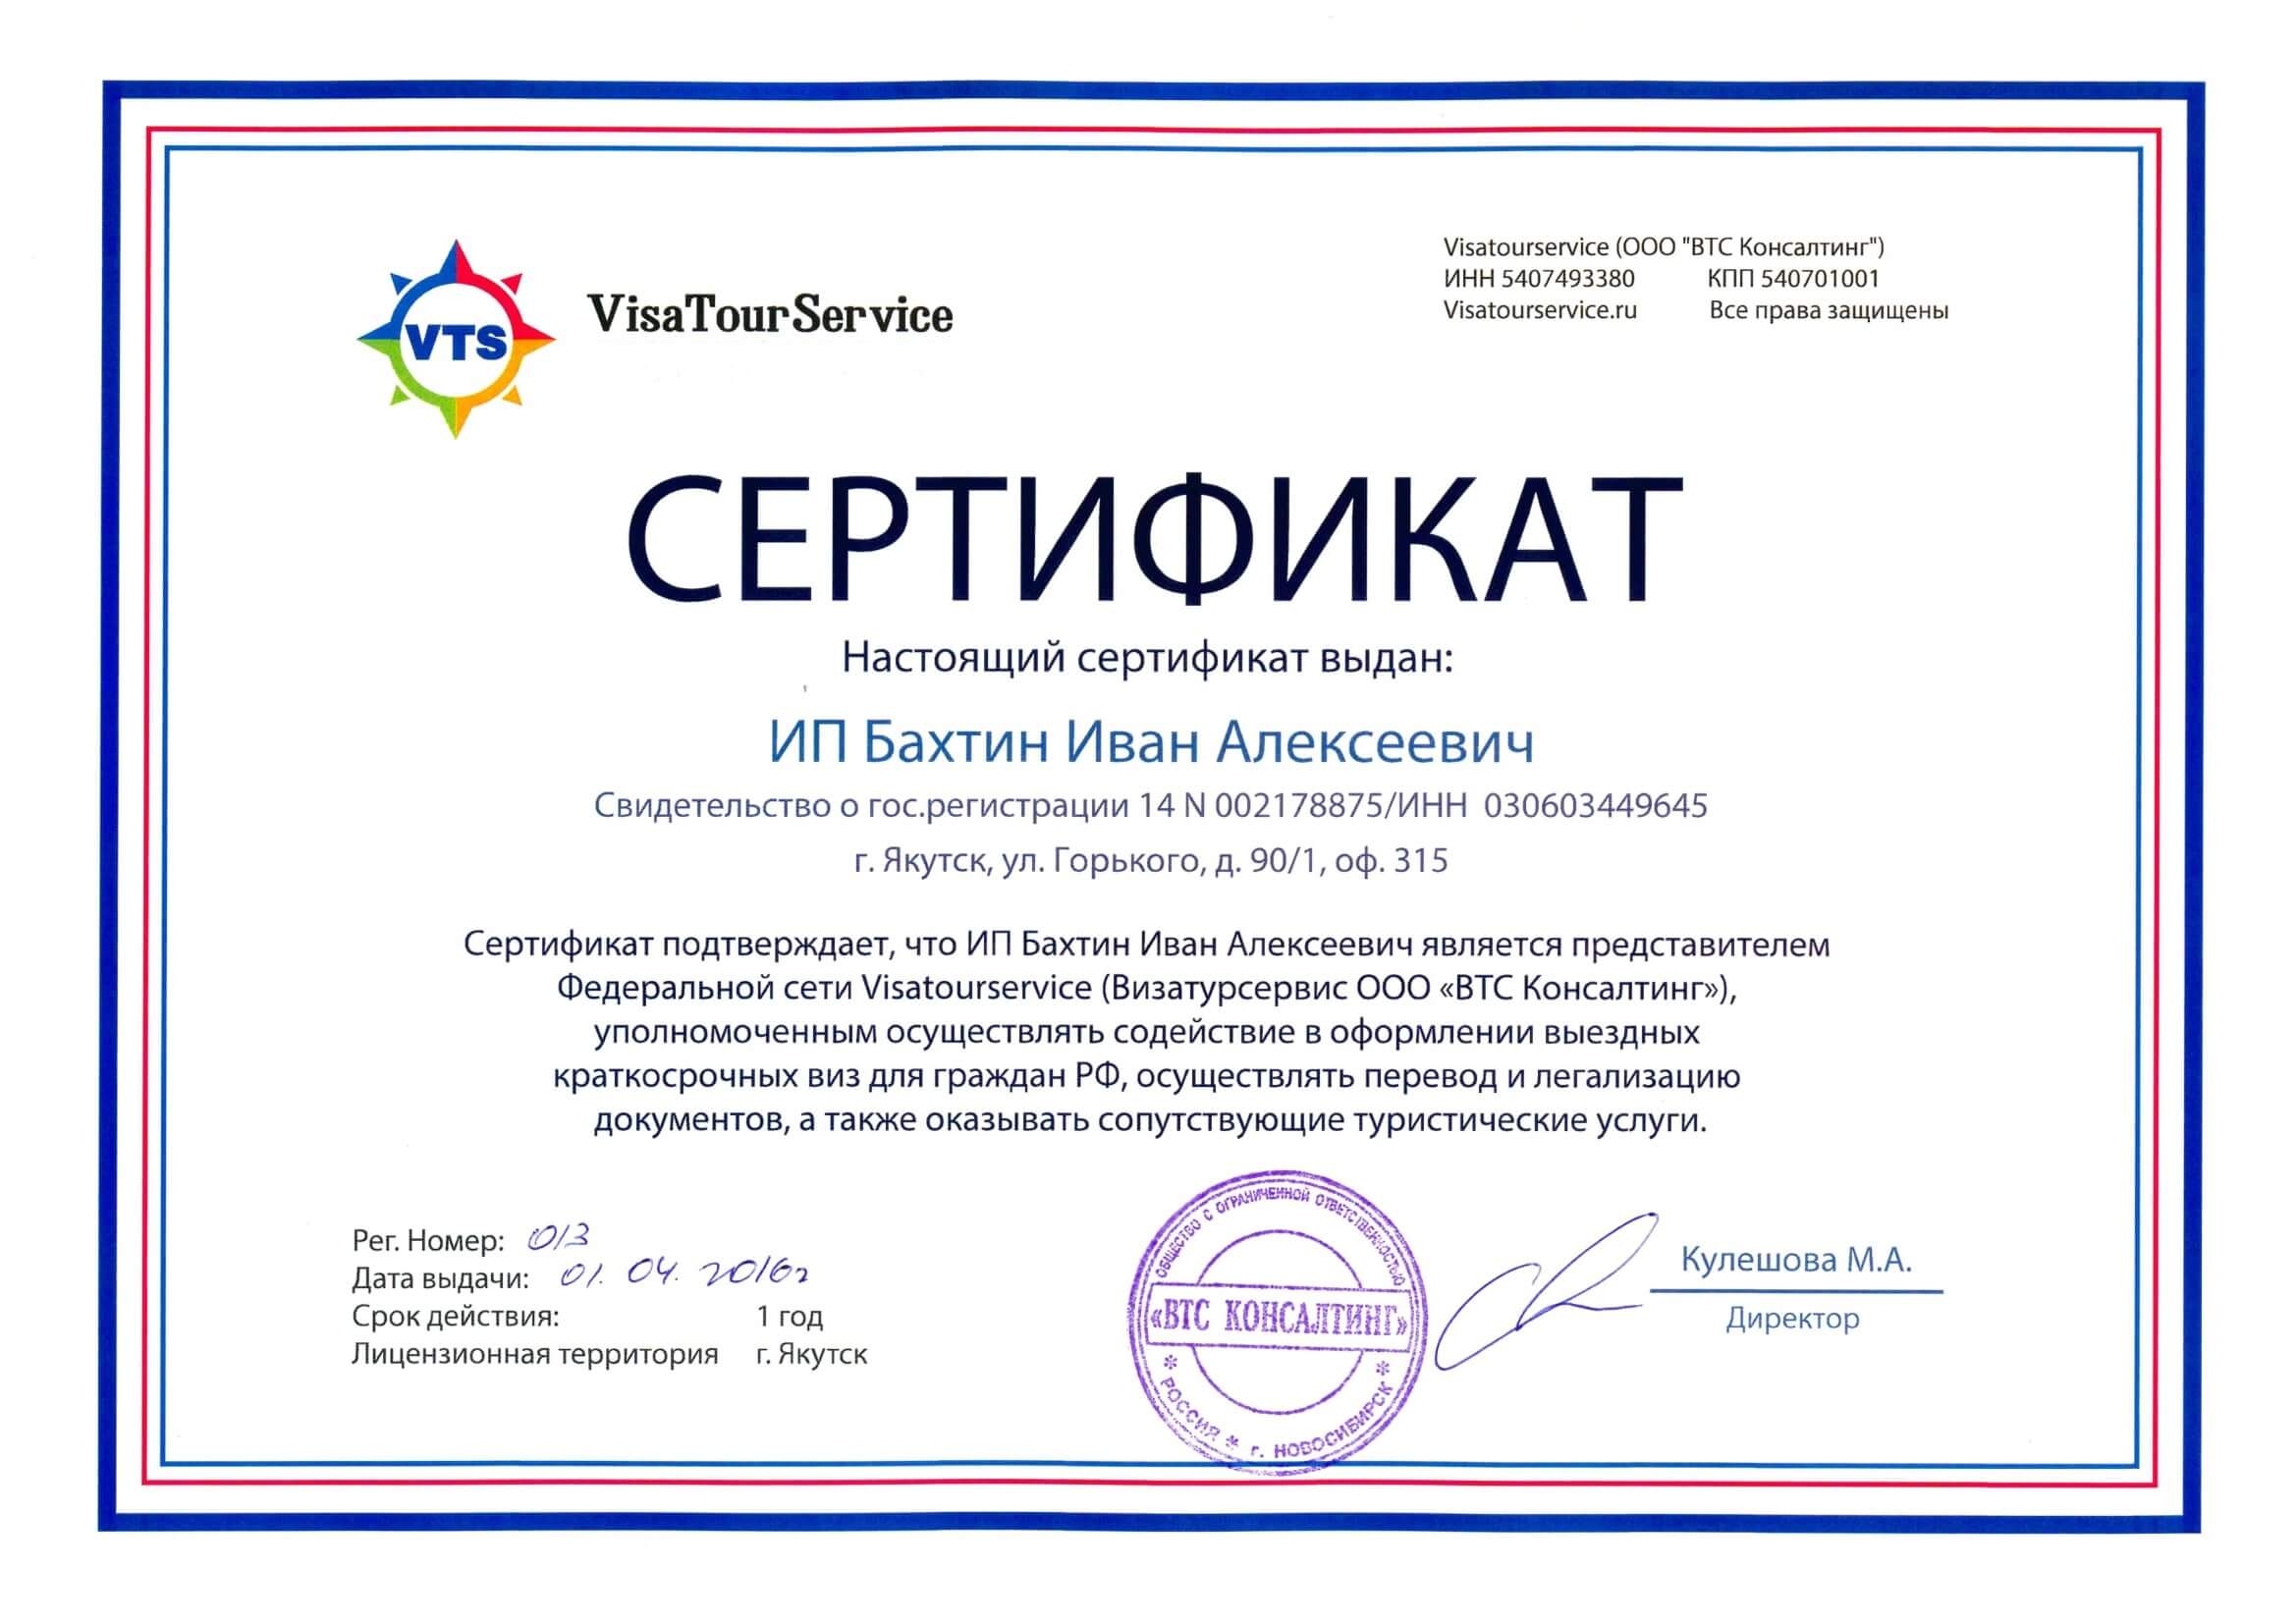 VTS
VisaTourService
Visatourservice (ООО "ВТС Консалтинг")
ИНН 5407493380 КПП 540701001
Visatourservice.ru Все права защищены
СЕРТИФИКАТ
Настоящий сертификат выдан:
ИП Бахтин Иван Алексеевич
Свидетельство о гос.регистрации 14 N 002178875/ИНН 030603449645
г. Якутск, ул. Горького, д. 90/1, оф. 315
Сертификат подтверждает, что ИП Бахтин Иван Алексеевич является представителем
Федеральной сети Visatourservice (Визатурсервис ООО «ВТС Консалтинг»),
уполномоченным осуществлять содействие в оформлении выездных
краткосрочных виз для граждан РФ, осуществлять перевод и легализацию
документов, а также оказывать сопутствующие туристические услуги.
Рег. Номер: 013
Дата выдачи: 01. 04. 2016г
Срок действия: 1 год
Лицензионная территория г. Якутск
ОБЩЕСТВО С ОГРАНИЧЕННОЙ ОТВЕТСТВЕННОСТЬЮ
«ВТС КОНСАЛТИНГ»
* РОССИЯ * г. НОВОСИБИРСК *
Кулешова М.А.
Директор